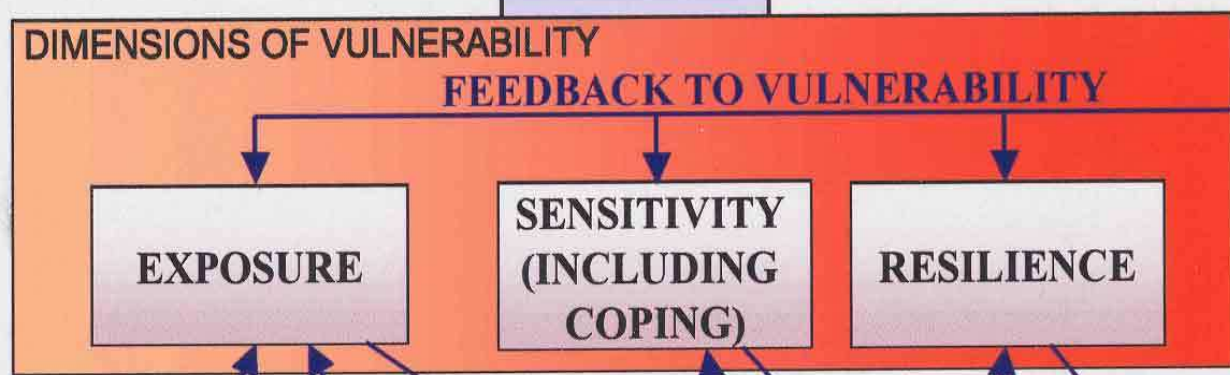 DIMENSIONS OF VULNERABILITY
FEEDBACK TO VULNERABILITY
EXPOSURE
SENSITIVITY
(INCLUDING
COPING)
RESILIENCE